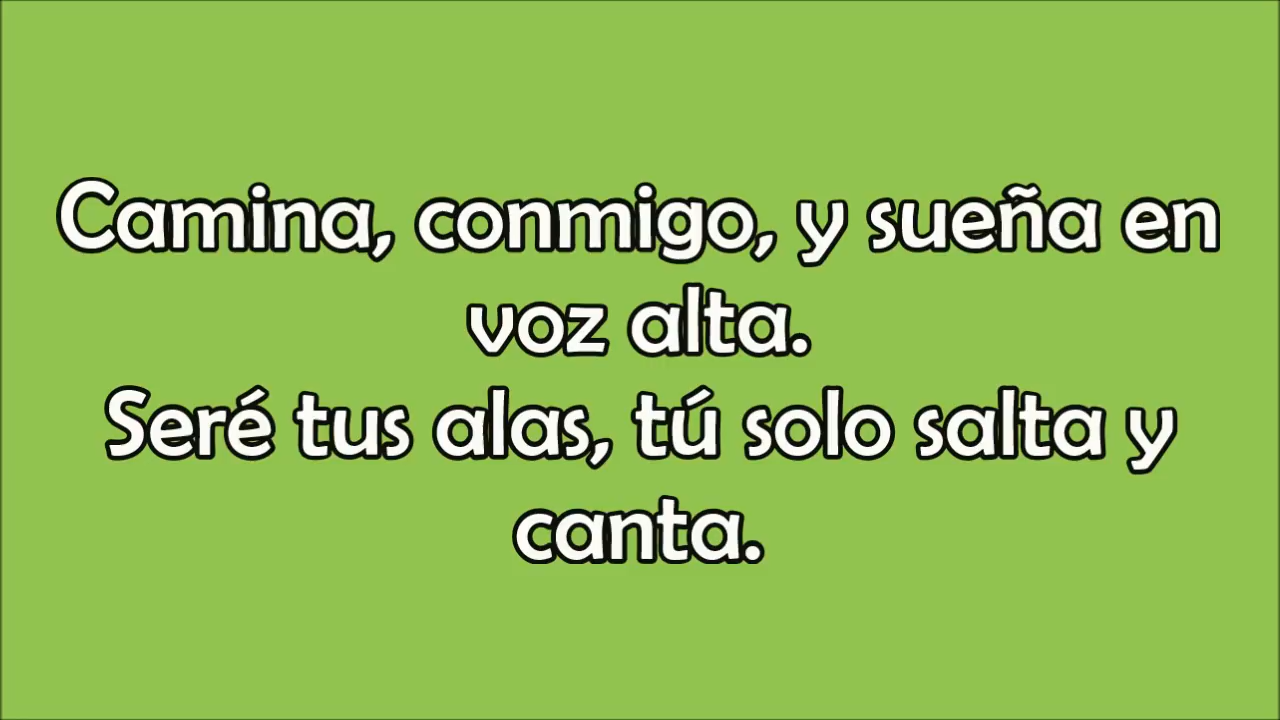 Camina, conmigo, y sueña en
voz alta.
Seré tus alas, tú solo salta y
canta.